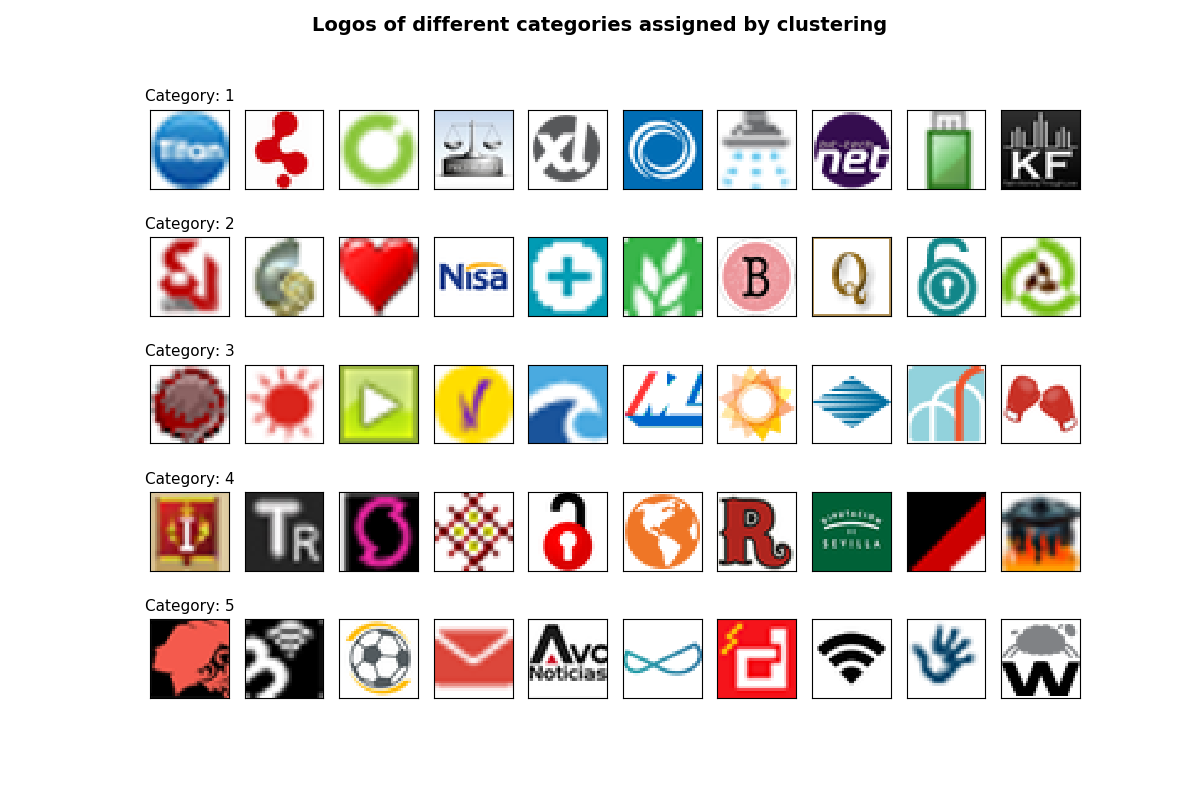 Logos of different categories assigned by clustering
Category: 1
Titan
xl
net
KF
Category: 2
Nisa
B
Q
Category: 3
Category: 4
I
TR
D
R
SEVILLA
Category: 5
Avc
Noticias
W